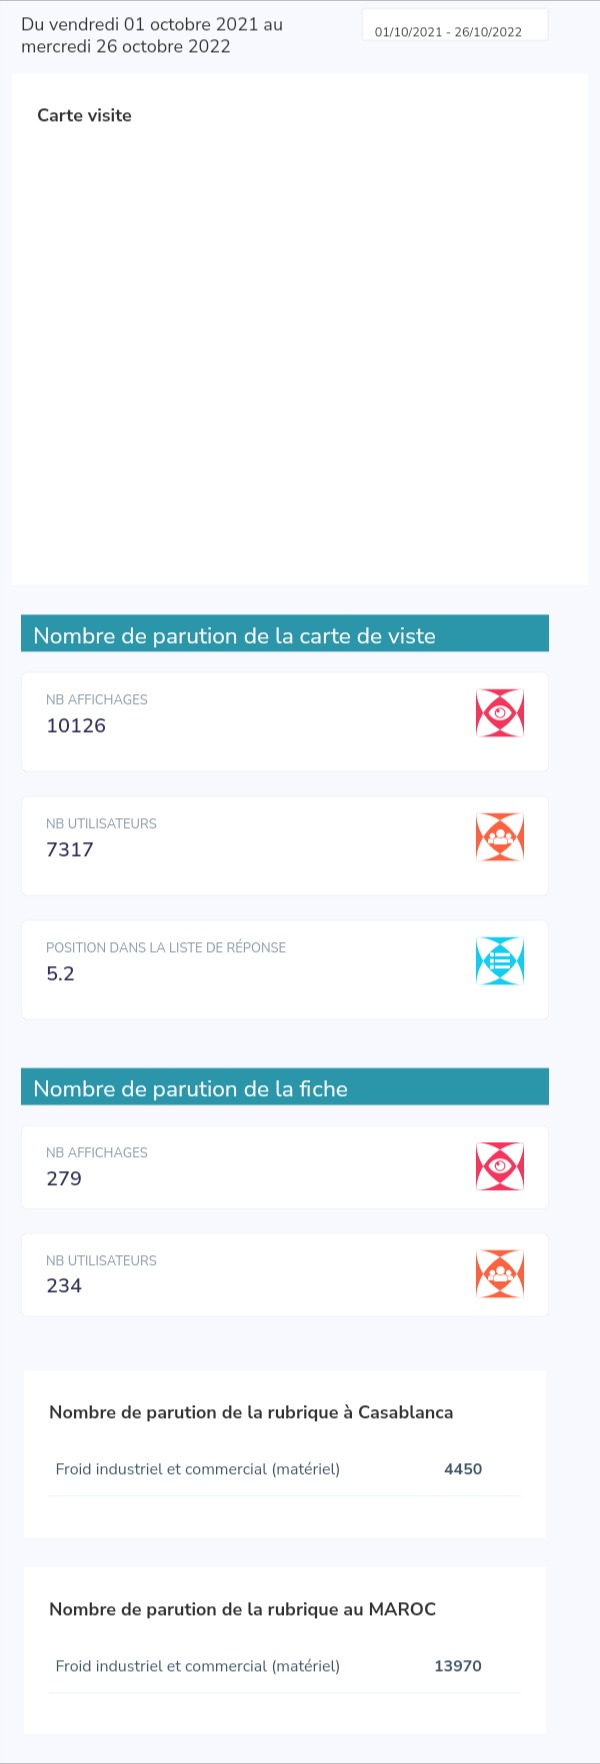 Du vendredi 01 octobre 2021 au
mercredi 26 octobre 2022
01/10/2021 - 26/10/2022
Carte visite
Nombre de parution de la carte de viste
NB AFFICHAGES
10126
NB UTILISATEURS
7317
POSITION DANS LA LISTE DE RÉPONSE
5.2
Nombre de parution de la fiche
NB AFFICHAGES
279
NB UTILISATEURS
234
Nombre de parution de la rubrique à Casablanca
Froid industriel et commercial (matériel) 4450
Nombre de parution de la rubrique au MAROC
Froid industriel et commercial (matériel) 13970